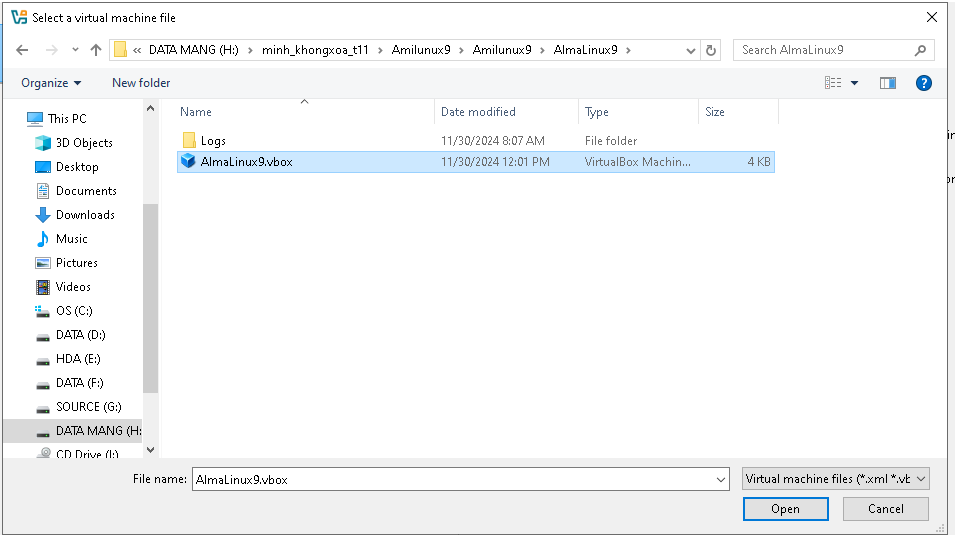 Select a virtual machine file
« DATA MANG (H:) > minh_khongxoa_t11 > Amilunux9 > Amilunux9 > AlmaLinux9 >
Search AlmaLinux9
Organize
New folder
Name Date modified Type Size
Logs 11/30/2024 8:07 AM File folder
AlmaLinux9.vbox 11/30/2024 12:01 PM VirtualBox Machin... 4 KB
This PC
3D Objects
Desktop
Documents
Downloads
Music
Pictures
Videos
OS (C:)
DATA (D:)
HDA (E:)
DATA (F:)
SOURCE (G:)
DATA MANG (H:
CD Drive (I:)
in
or
File name: AlmaLinux9.vbox
Virtual machine files (*.xml *.vb
Open
Cancel